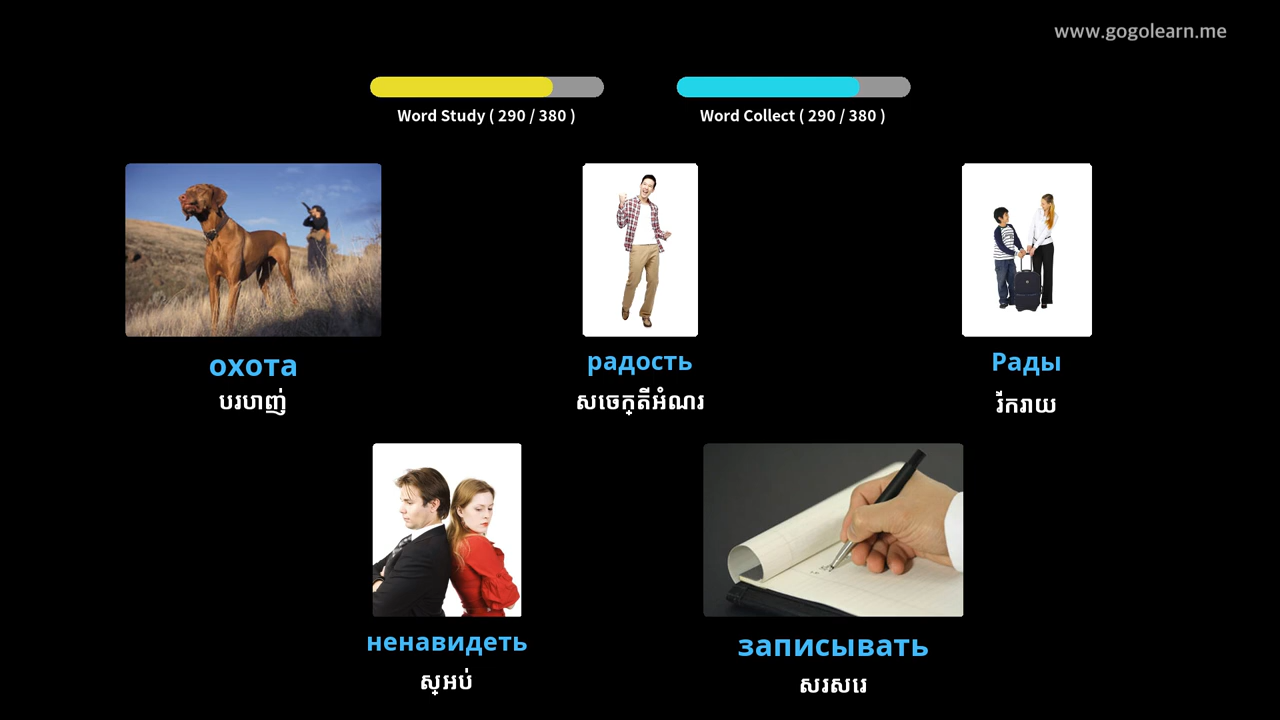 www.gogolearn.me
Word Study ( 290 / 380 )
Word Collect ( 290 / 380 )
охота
បរបាញ់
радость
សេចក្តីអំណរ
Рады
រីករាយ
ненавидеть
ស្អប់
записывать
សរសេរ